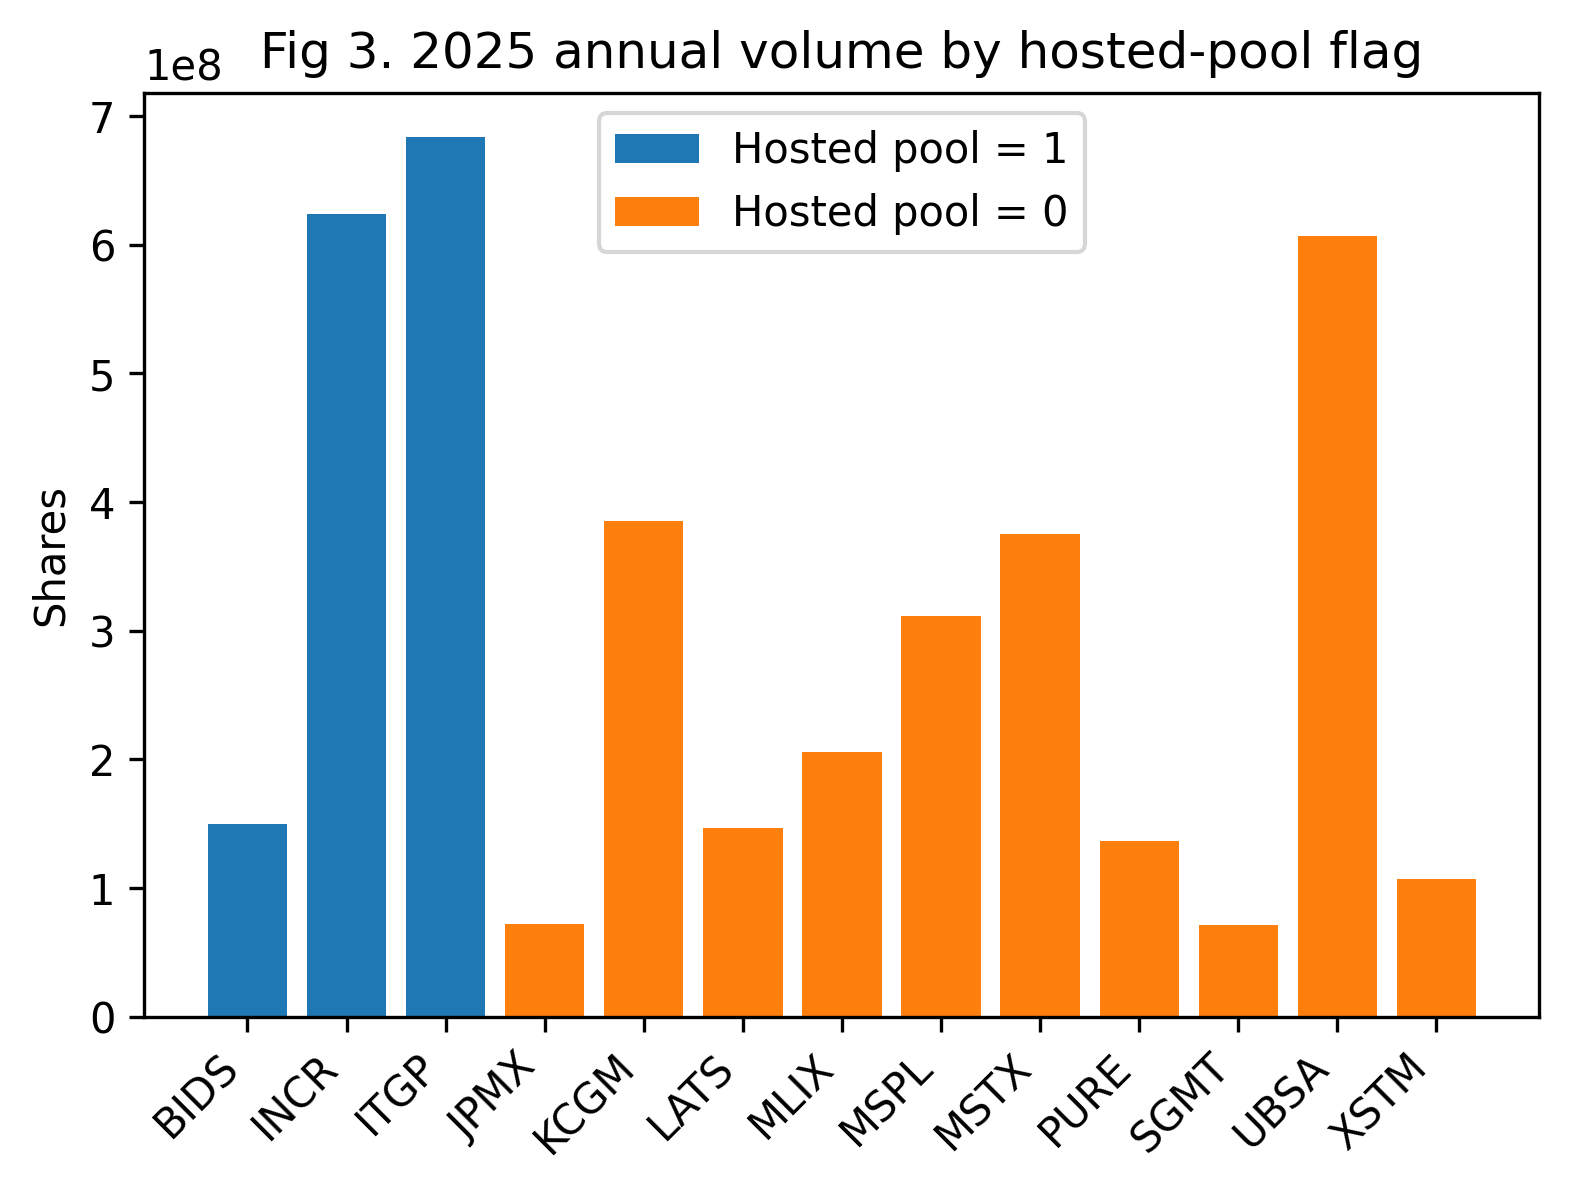 Fig 3. 2025 annual volume by hosted-pool flag
1e8
Hosted pool = 1
Hosted pool = 0
Shares
7
6
5
4
3
2
1
0
BIDS
INCR
ITGP
JPMX
KCGM
LATS
MLIX
MSPL
MSTX
PURE
SGMT
UBSA
XSTM